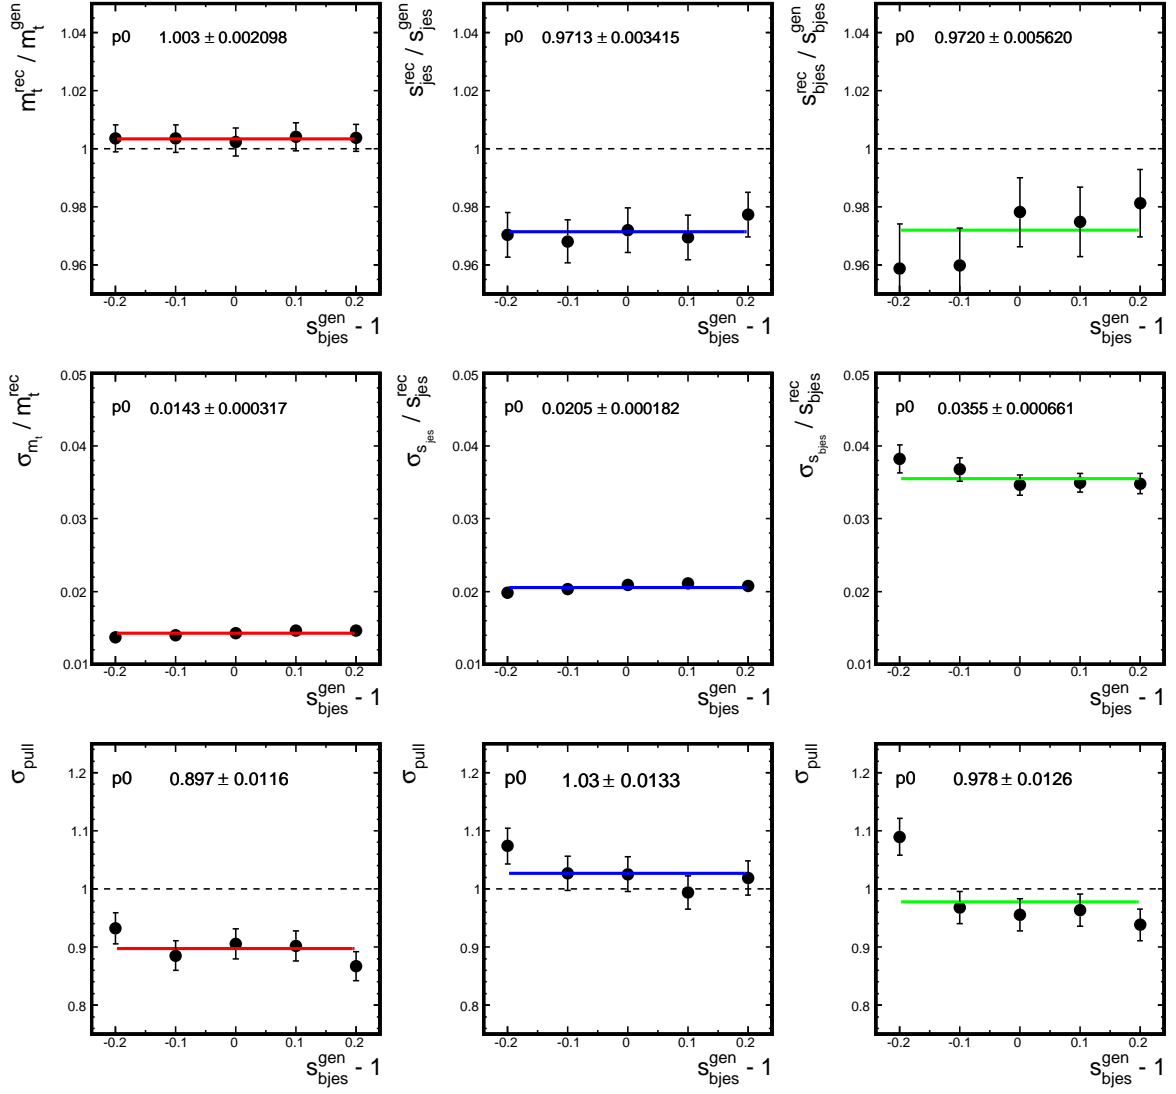 m_t^rec / m_t^gen
p0 1.003 ± 0.002098
1.04
1.02
1
0.98
0.96
-0.2 -0.1 0 0.1 0.2
s_bjes^gen - 1
s_jes^rec / s_jes^gen
p0 0.9713 ± 0.003415
1.04
1.02
1
0.98
0.96
-0.2 -0.1 0 0.1 0.2
s_bjes^gen - 1
s_bjes^rec / s_bjes^gen
p0 0.9720 ± 0.005620
1.04
1.02
1
0.98
0.96
-0.2 -0.1 0 0.1 0.2
s_bjes^gen - 1
σ_m_t / m_t^rec
p0 0.0143 ± 0.000317
0.05
0.04
0.03
0.02
0.01
-0.2 -0.1 0 0.1 0.2
s_bjes^gen - 1
σ_s_jes / s_jes^rec
p0 0.0205 ± 0.000182
0.05
0.04
0.03
0.02
0.01
-0.2 -0.1 0 0.1 0.2
s_bjes^gen - 1
σ_s_bjes / s_bjes^rec
p0 0.0355 ± 0.000661
0.05
0.04
0.03
0.02
0.01
-0.2 -0.1 0 0.1 0.2
s_bjes^gen - 1
σ_pull
p0 0.897 ± 0.0116
1.2
1.1
1
0.9
0.8
-0.2 -0.1 0 0.1 0.2
s_bjes^gen - 1
σ_pull
p0 1.03 ± 0.0133
1.2
1.1
1
0.9
0.8
-0.2 -0.1 0 0.1 0.2
s_bjes^gen - 1
σ_pull
p0 0.978 ± 0.0126
1.2
1.1
1
0.9
0.8
-0.2 -0.1 0 0.1 0.2
s_bjes^gen - 1